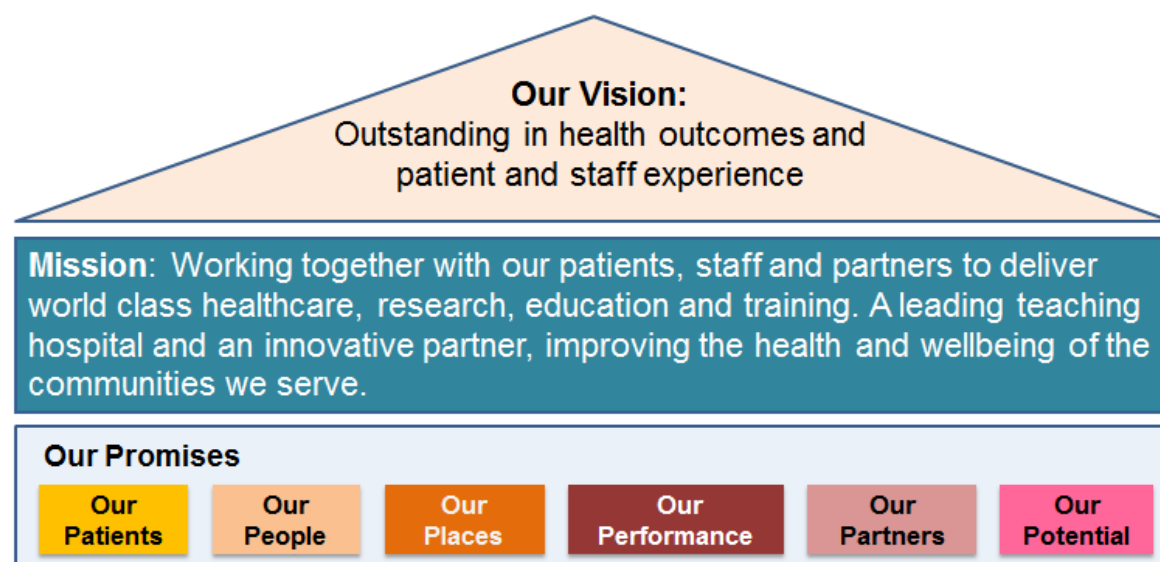 Our Vision:
Outstanding in health outcomes and
patient and staff experience
Mission: Working together with our patients, staff and partners to deliver
world class healthcare, research, education and training. A leading teaching
hospital and an innovative partner, improving the health and wellbeing of the
communities we serve.
Our Promises
Our
Patients
Our
People
Our
Places
Our
Performance
Our
Partners
Our
Potential